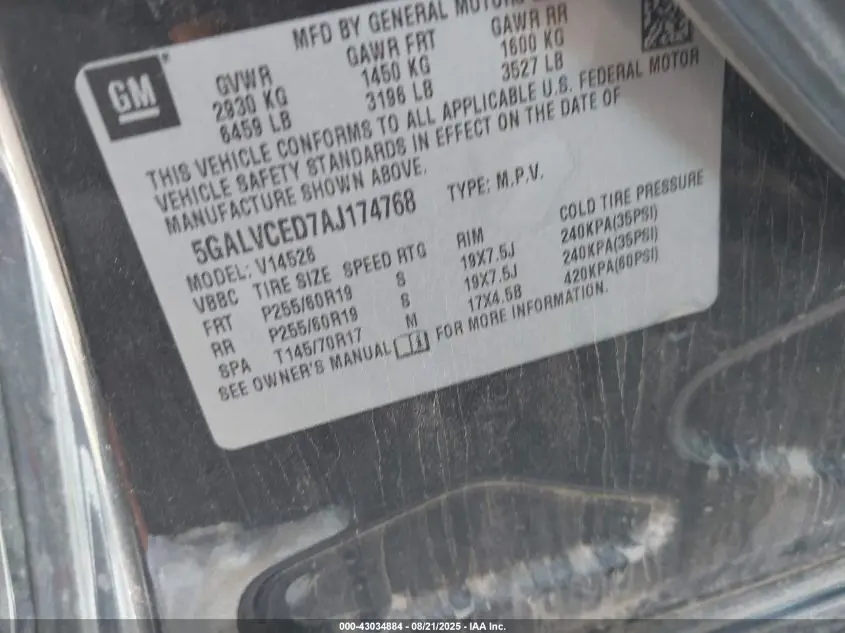 MFD BY GENERAL MOTORS
GM
GVWR GAWR FRT GAWR RR
2930 KG 1450 KG 1600 KG
6459 LB 3196 LB 3527 LB
THIS VEHICLE CONFORMS TO ALL APPLICABLE U.S. FEDERAL MOTOR
VEHICLE SAFETY STANDARDS IN EFFECT ON THE DATE OF
MANUFACTURE SHOWN ABOVE.
5GALVCED7AJ174768 TYPE: M.P.V.
MODEL: V14526
VBBC TIRE SIZE SPEED RTG RIM COLD TIRE PRESSURE
FRT P255/60R19 S 19X7.5J 240KPA(35PSI)
RR P255/60R19 S 19X7.5J 240KPA(35PSI)
SPA T145/70R17 M 17X4.5B 420KPA(60PSI)
SEE OWNER'S MANUAL FOR MORE INFORMATION.
000-43034884 - 08/21/2025 - IAA Inc.